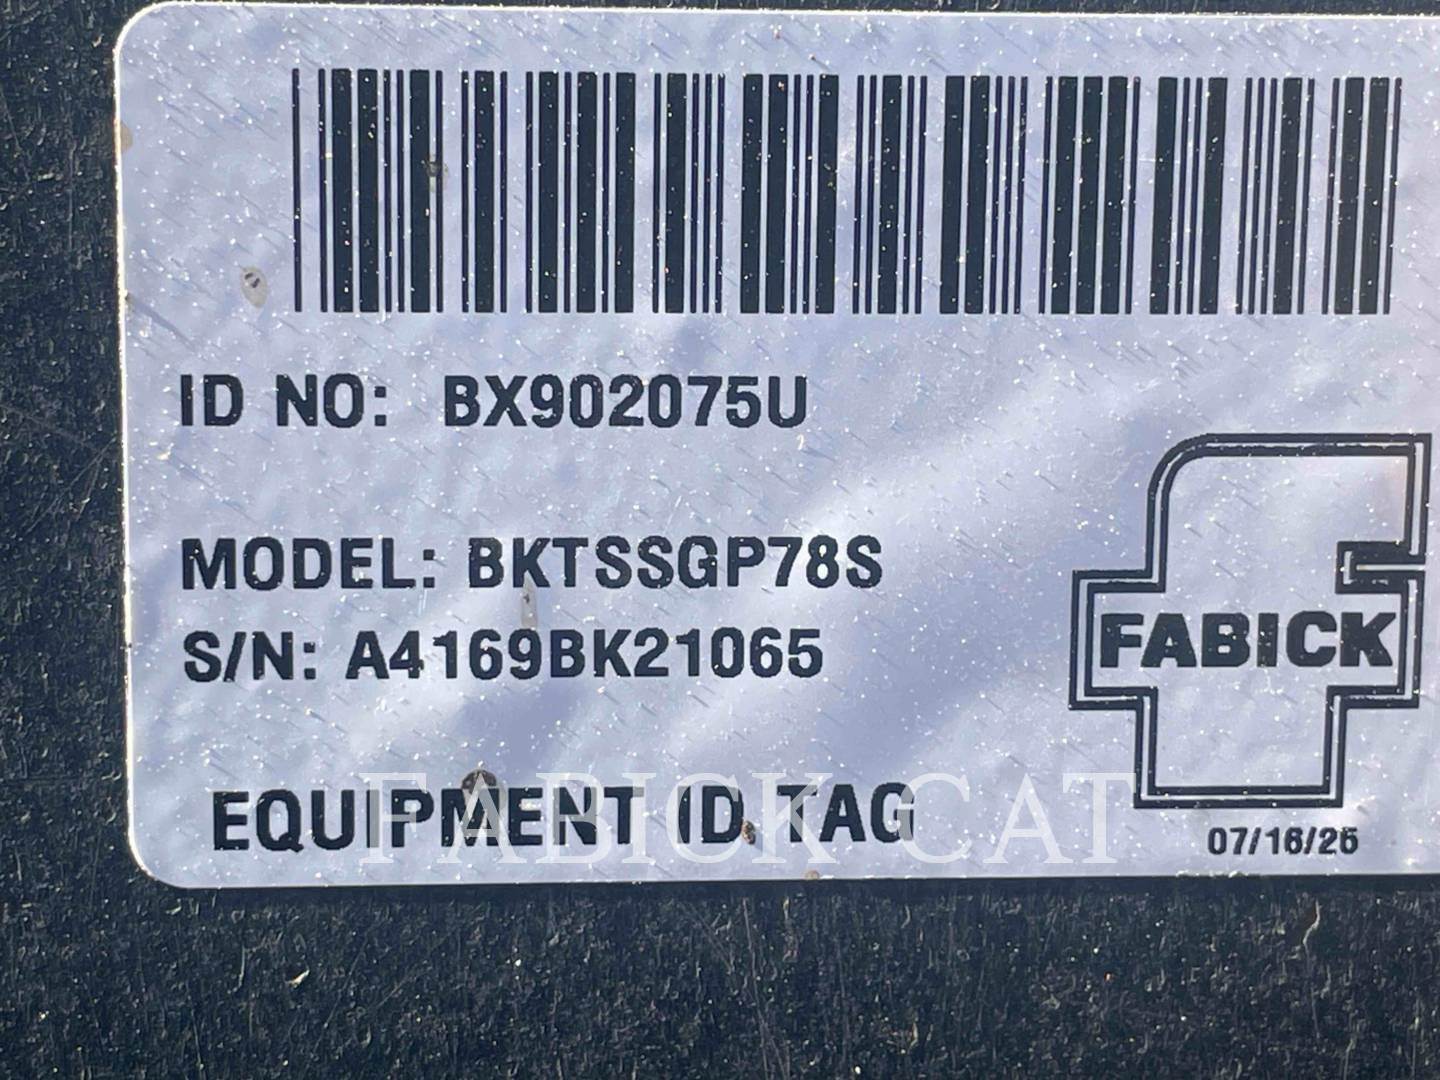 ID NO: BX902075U
MODEL: BKTSSGP78S
S/N: A4169BK21065
FABICK
EQUIPMENT ID TAG
FABICK CAT
07/16/25